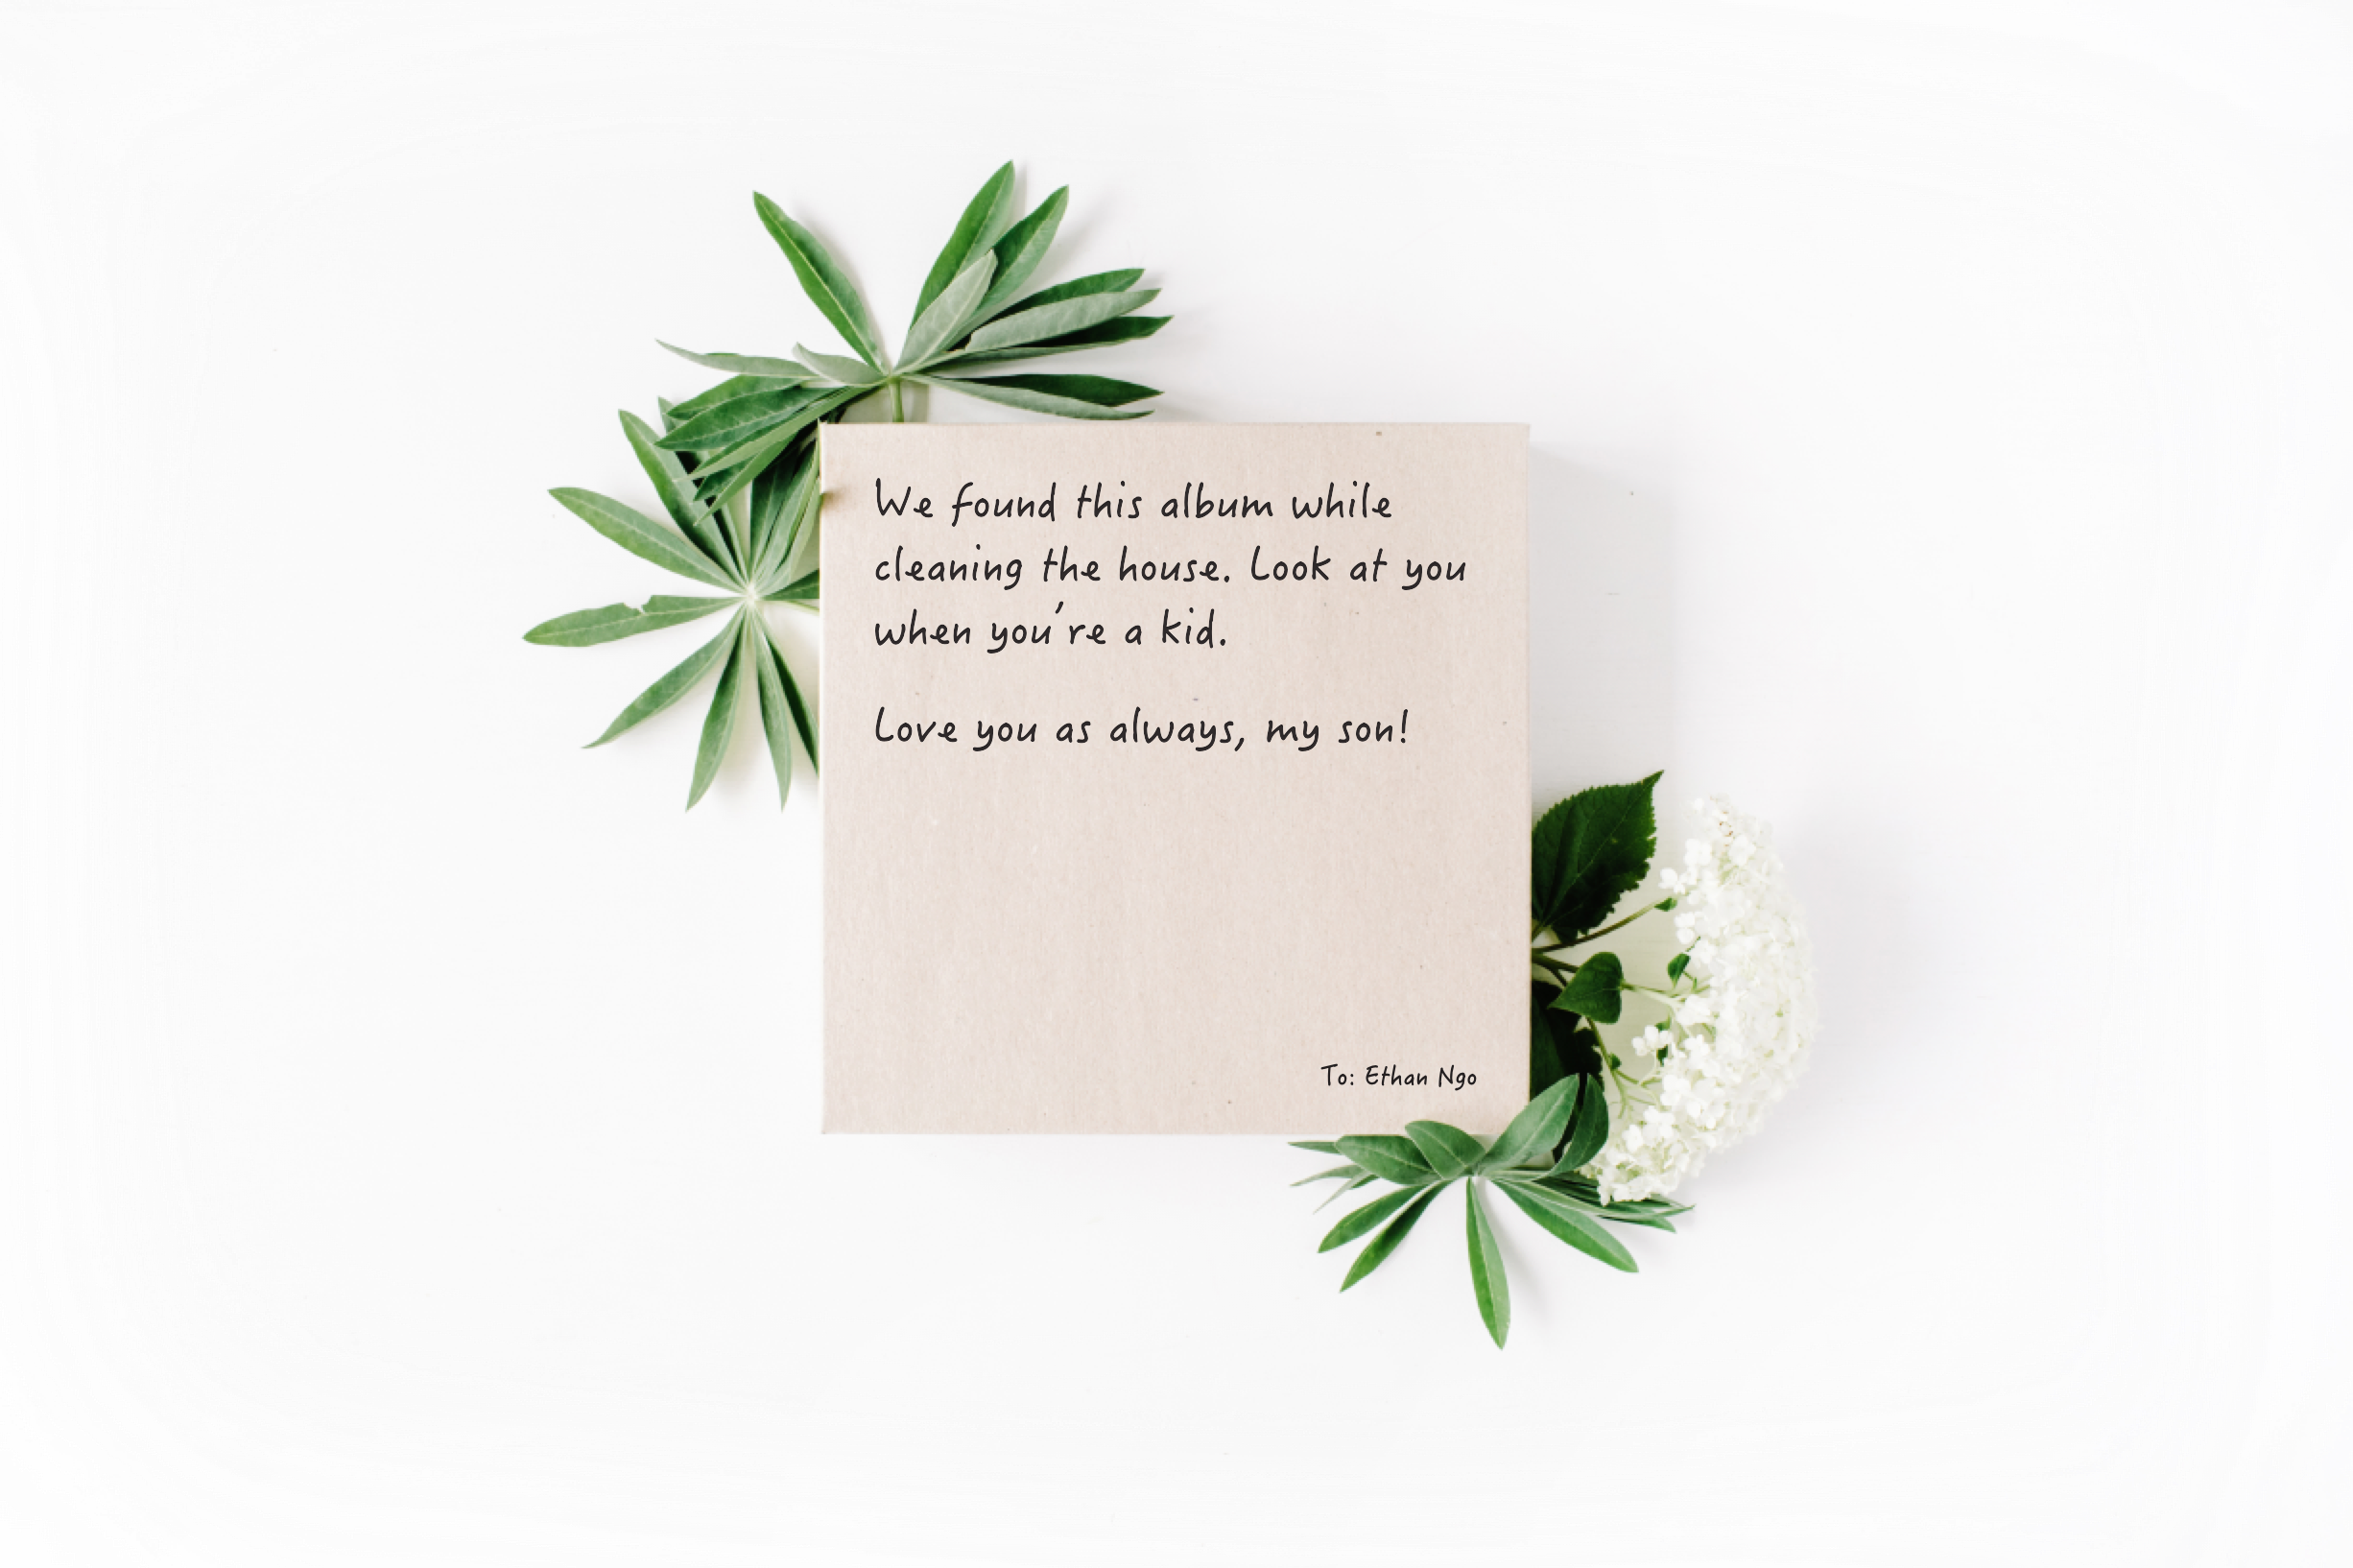 We found this album while
cleaning the house. Look at you
when you're a kid.
Love you as always, my son!
To: Ethan Ngo